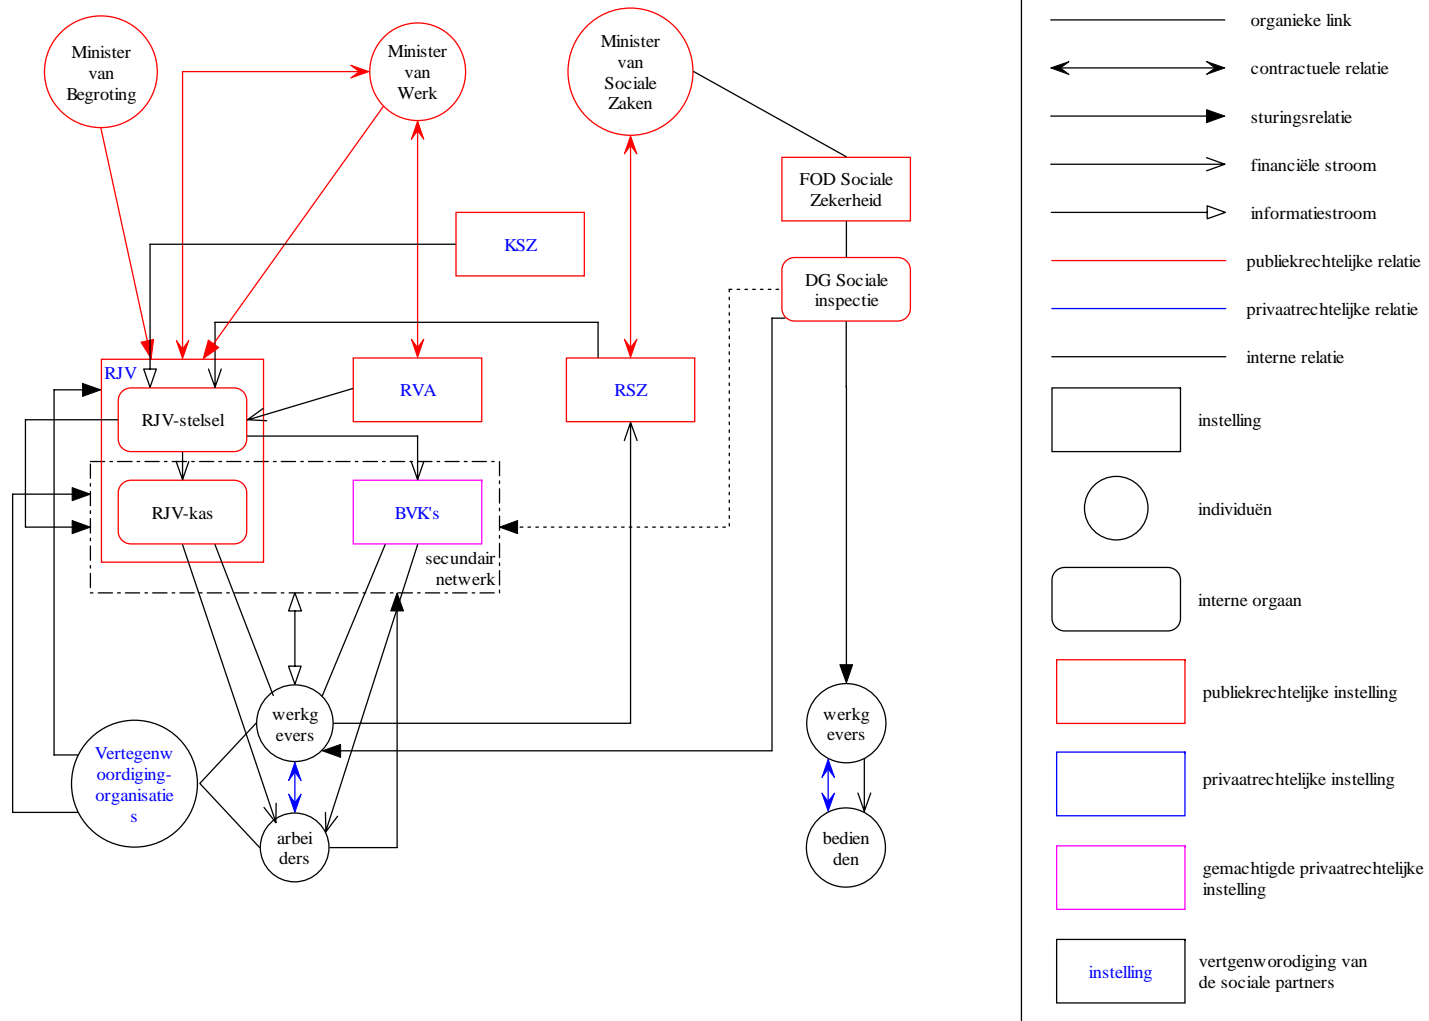 Minister
van
Begroting
Minister
van
Werk
Minister
van
Sociale
Zaken
FOD Sociale
Zekerheid
KSZ
DG Sociale
inspectie
RJV
RVA
RSZ
RJV-stelsel
RJV-kas
BVK's
secundair
netwerk
werkg
evers
werkg
evers
Vertegenw
oordiging-
organisatie
s
arbei
ders
bedien
den
organieke link
contractuele relatie
sturingsrelatie
financiële stroom
informatiestroom
publiekrechtelijke relatie
privaatrechtelijke relatie
interne relatie
instelling
individuën
interne orgaan
publiekrechtelijke instelling
privaatrechtelijke instelling
gemachtigde privaatrechtelijke
instelling
instelling
vertgenworodiging van
de sociale partners